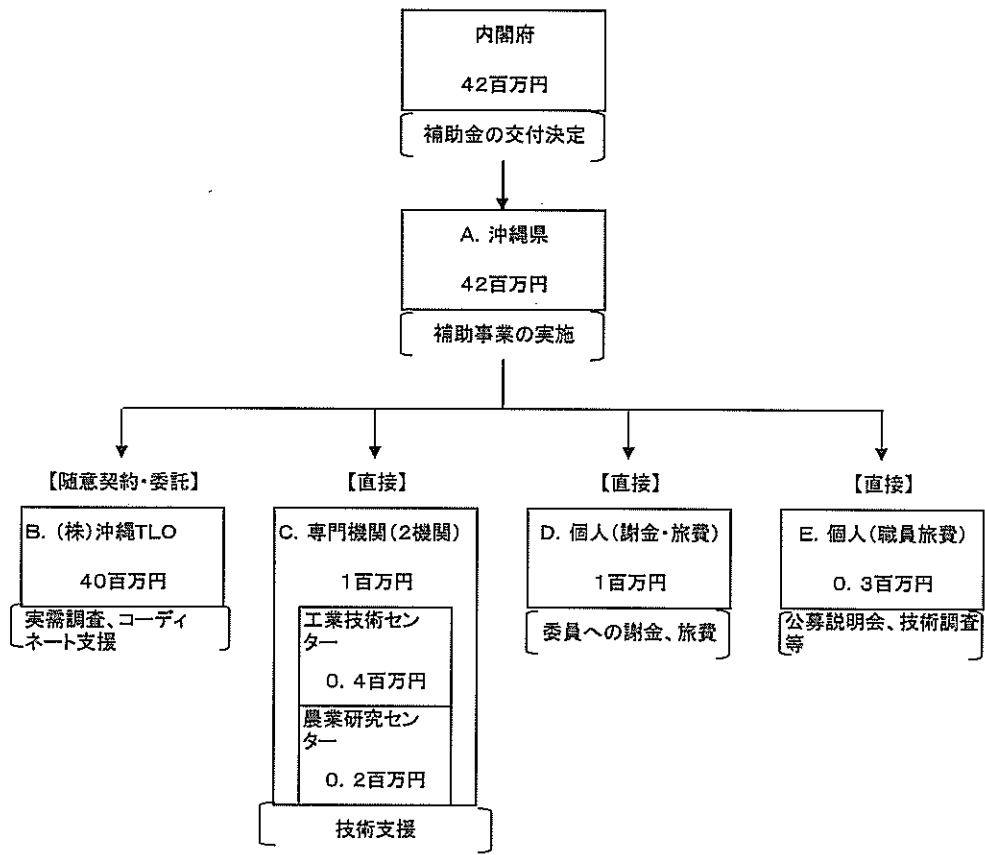 内閣府
42百万円
補助金の交付決定
A. 沖縄県
42百万円
補助事業の実施
【随意契約・委託】
B. (株)沖縄TLO
40百万円
実需調査、コーディ
ネート支援
【直接】
C. 専門機関(2機関)
1百万円
工業技術セン
ター
0. 4百万円
農業研究セン
ター
0. 2百万円
技術支援
【直接】
D. 個人(謝金・旅費)
1百万円
委員への謝金、旅費
【直接】
E. 個人(職員旅費)
0. 3百万円
公募説明会、技術調査
等